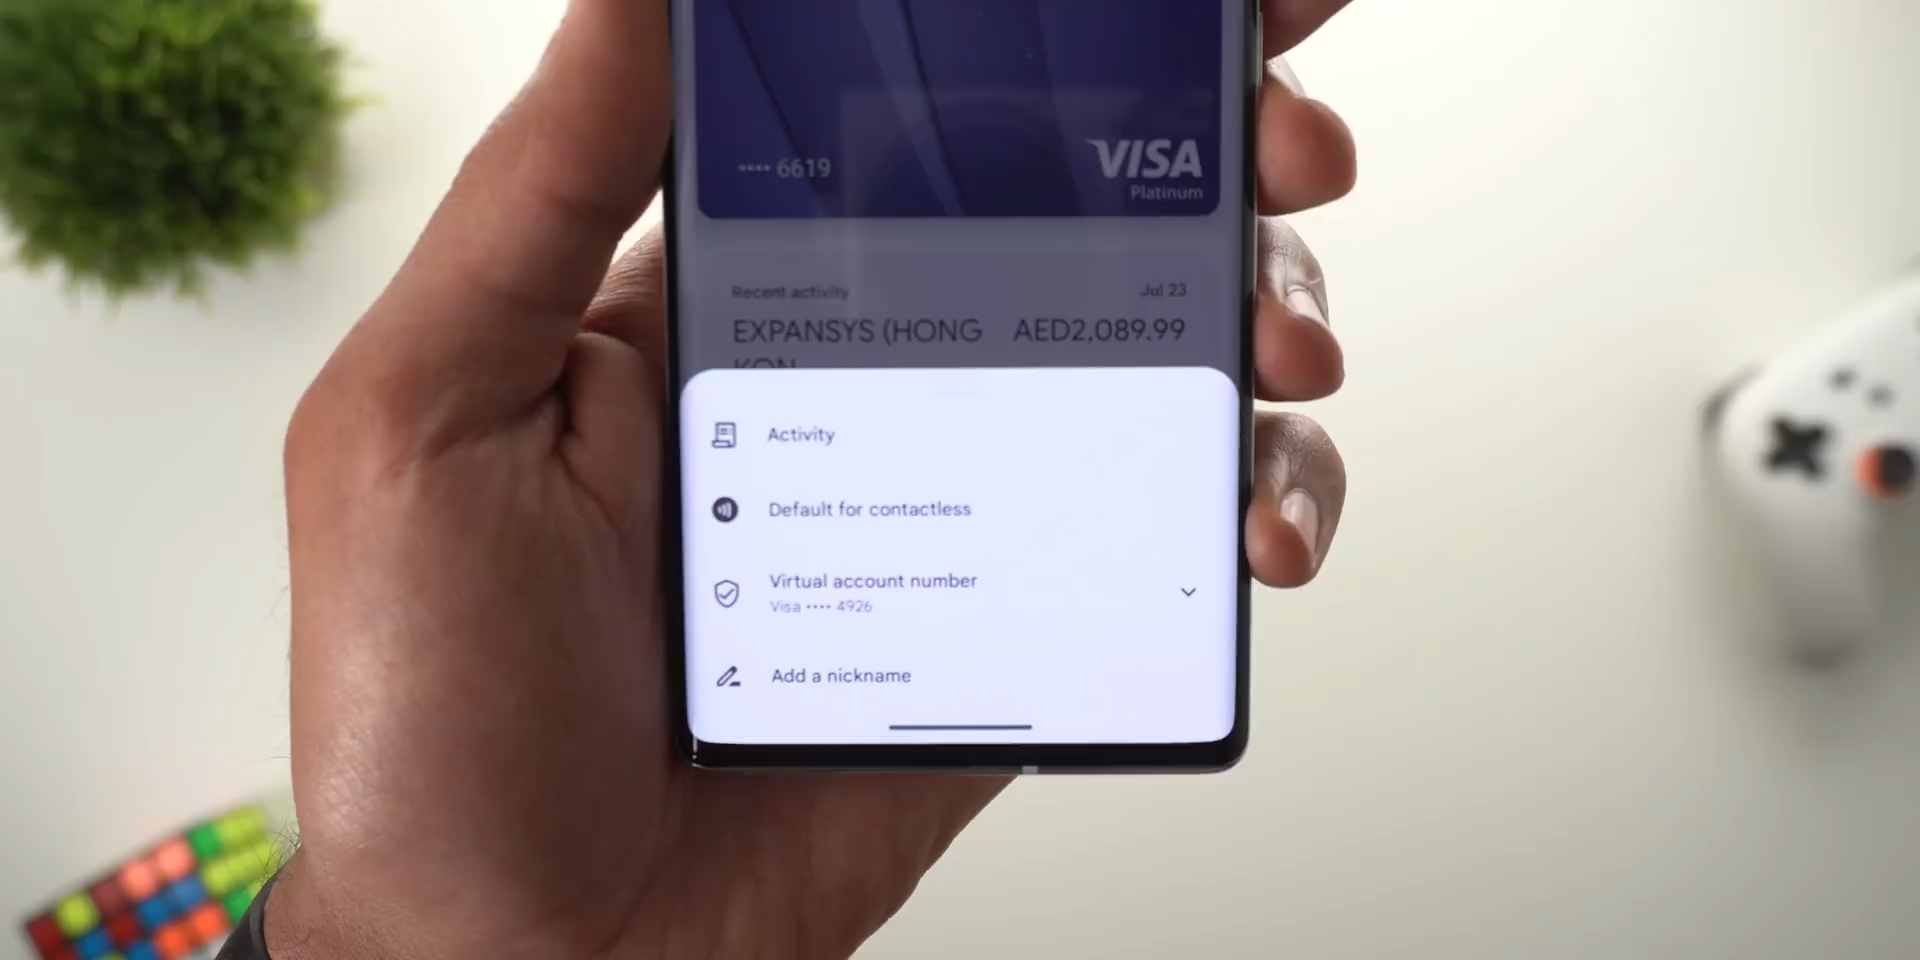 •••• 6619
VISA
Platinum
Recent activity
Jul 23
EXPANSYS (HONG
AED2,089.99
KON
Activity
Default for contactless
Virtual account number
Visa •••• 4926
Add a nickname